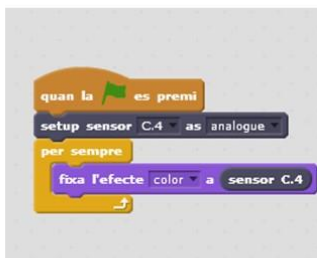 quan la es premi
setup sensor C.4 as analogue
per sempre
fixa l'efecte color a sensor C.4